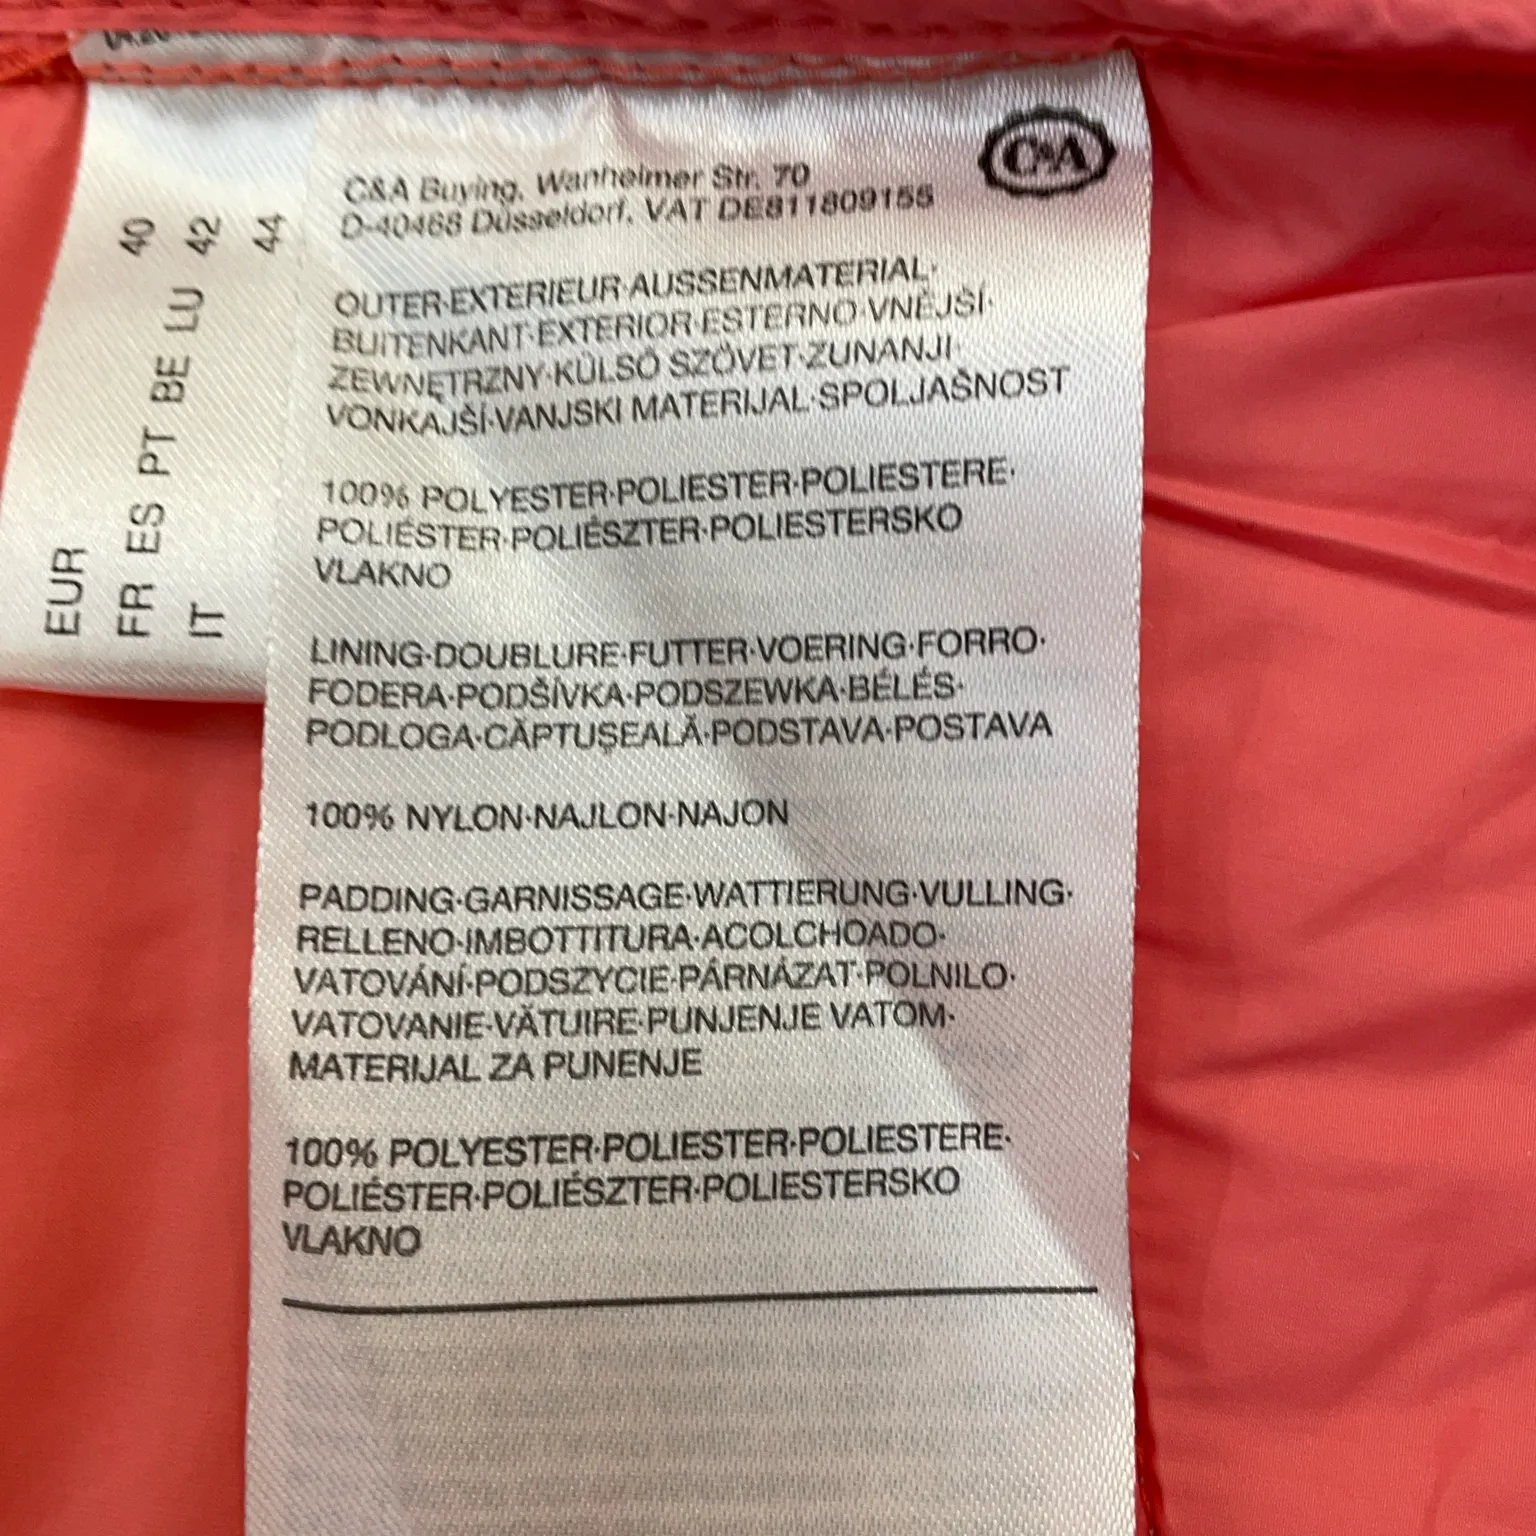 EUR 40
FR ES PT BE LU 42
IT 44
C&A
C&A Buying, Wanheimer Str. 70
D-40468 Düsseldorf, VAT DE811809155
OUTER·EXTERIEUR·AUSSENMATERIAL·
BUITENKANT·EXTERIOR·ESTERNO·VNĚJŠÍ·
ZEWNĘTRZNY·KÜLSŐ SZÖVET·ZUNANJI·
VONKAJŠÍ·VANJSKI MATERIJAL·SPOLJAŠNOST
100% POLYESTER·POLIESTER·POLIESTERE·
POLIÉSTER·POLIÉSZTER·POLIESTERSKO
VLAKNO
LINING·DOUBLURE·FUTTER·VOERING·FORRO·
FODERA·PODŠÍVKA·PODSZEWKA·BÉLÉS·
PODLOGA·CĂPTUŞEALĂ·PODSTAVA·POSTAVA
100% NYLON·NAJLON·NAJON
PADDING·GARNISSAGE·WATTIERUNG·VULLING·
RELLENO·IMBOTTITURA·ACOLCHOADO·
VATOVÁNÍ·PODSZYCIE·PÁRNÁZAT·POLNILO·
VATOVANIE·VĂTUIRE·PUNJENJE VATOM·
MATERIJAL ZA PUNENJE
100% POLYESTER·POLIESTER·POLIESTERE·
POLIÉSTER·POLIÉSZTER·POLIESTERSKO
VLAKNO